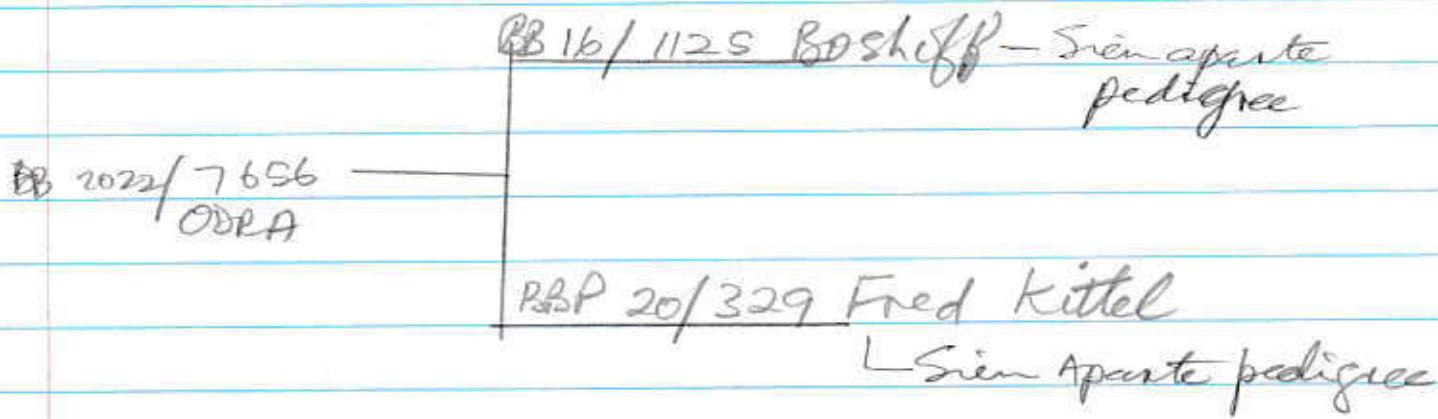 BB 16/1125 Boshoff - Sien aparte
pedigree
BB 2022/7656
ODRA
BBP 20/329 Fred Kittel
Sien Aparte pedigree